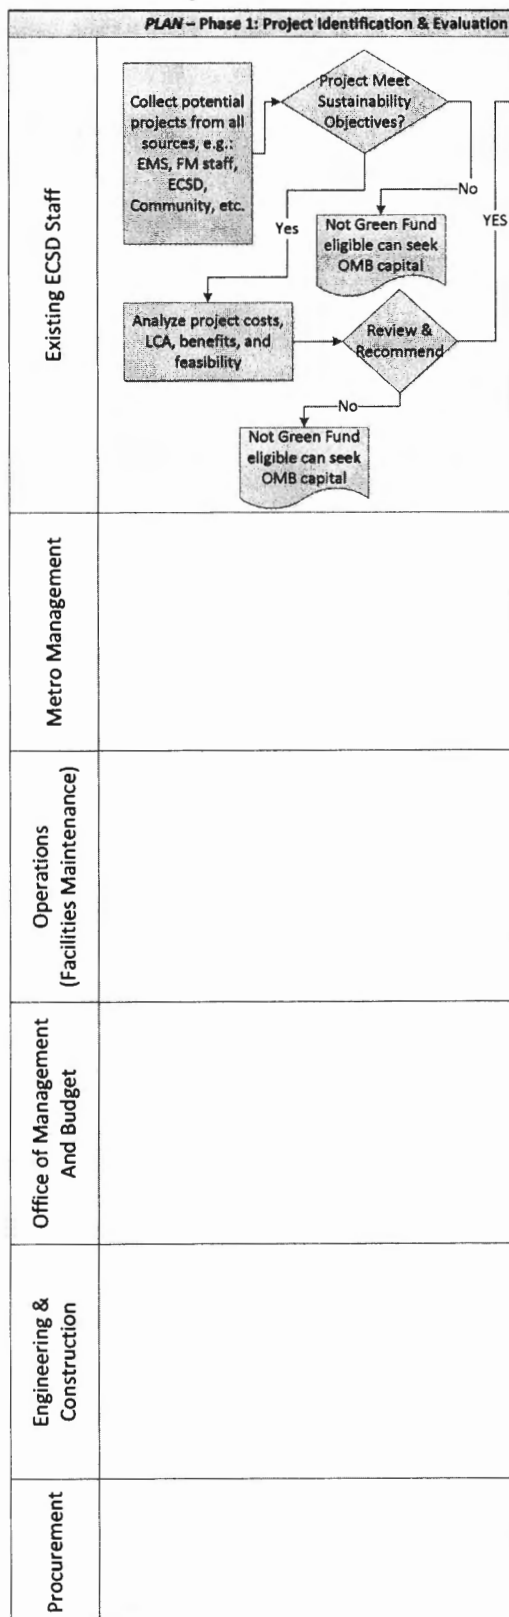 PLAN – Phase 1: Project Identification & Evaluation
Existing ECSD Staff
Collect potential
projects from all
sources, e.g.:
EMS, FM staff,
ECSD,
Community, etc.
Project Meet
Sustainability
Objectives?
No
YES
Yes
Not Green Fund
eligible can seek
OMB capital
Analyze project costs,
LCA, benefits, and
feasibility
Review &
Recommend
No
Not Green Fund
eligible can seek
OMB capital
Metro Management
Operations
(Facilities Maintenance)
Office of Management
And Budget
Engineering &
Construction
Procurement